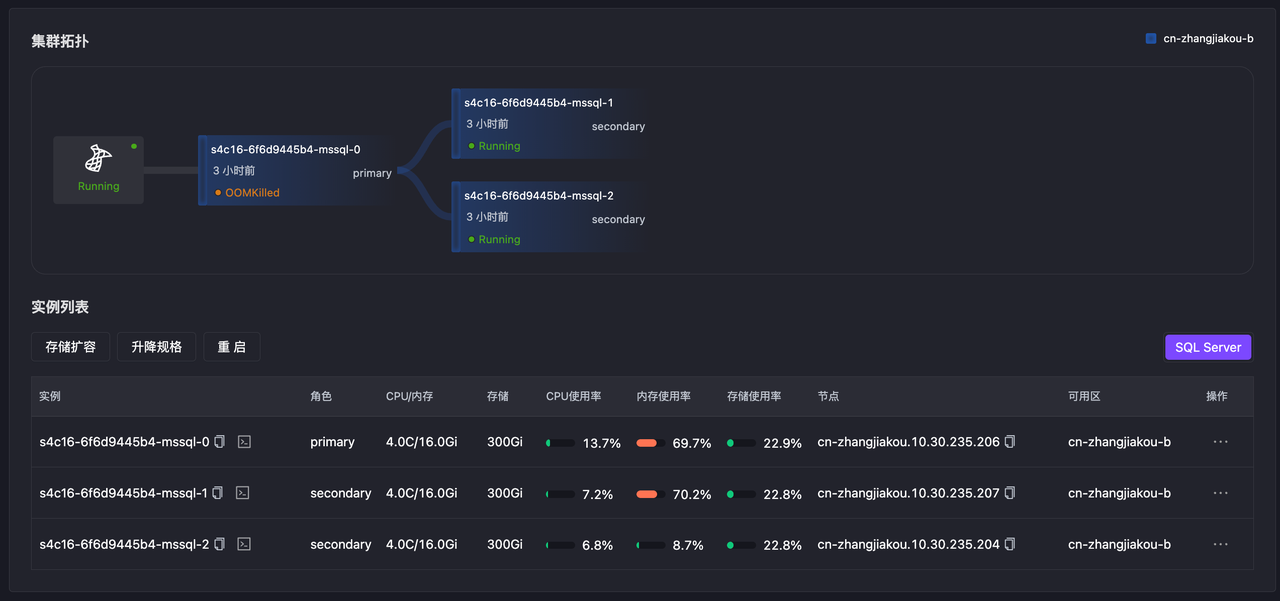 集群拓扑
cn-zhangjiakou-b
Running
s4c16-6f6d9445b4-mssql-0
3 小时前
primary
OOMKilled
s4c16-6f6d9445b4-mssql-1
3 小时前
secondary
Running
s4c16-6f6d9445b4-mssql-2
3 小时前
secondary
Running
实例列表
存储扩容 升降规格 重启 SQL Server
实例 角色 CPU/内存 存储 CPU使用率 内存使用率 存储使用率 节点 可用区 操作
s4c16-6f6d9445b4-mssql-0 primary 4.0C/16.0Gi 300Gi 13.7% 69.7% 22.9% cn-zhangjiakou.10.30.235.206 cn-zhangjiakou-b ···
s4c16-6f6d9445b4-mssql-1 secondary 4.0C/16.0Gi 300Gi 7.2% 70.2% 22.8% cn-zhangjiakou.10.30.235.207 cn-zhangjiakou-b ···
s4c16-6f6d9445b4-mssql-2 secondary 4.0C/16.0Gi 300Gi 6.8% 8.7% 22.8% cn-zhangjiakou.10.30.235.204 cn-zhangjiakou-b ···